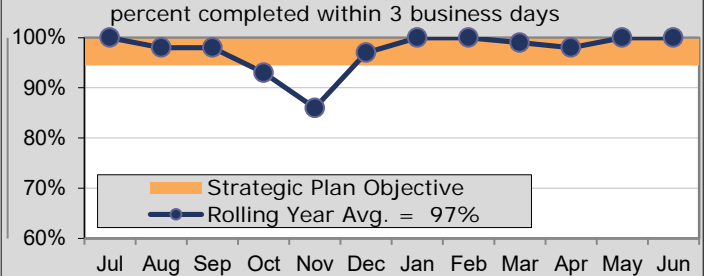 percent completed within 3 business days
100%
90%
80%
70%
60%
Strategic Plan Objective
Rolling Year Avg. = 97%
Jul Aug Sep Oct Nov Dec Jan Feb Mar Apr May Jun